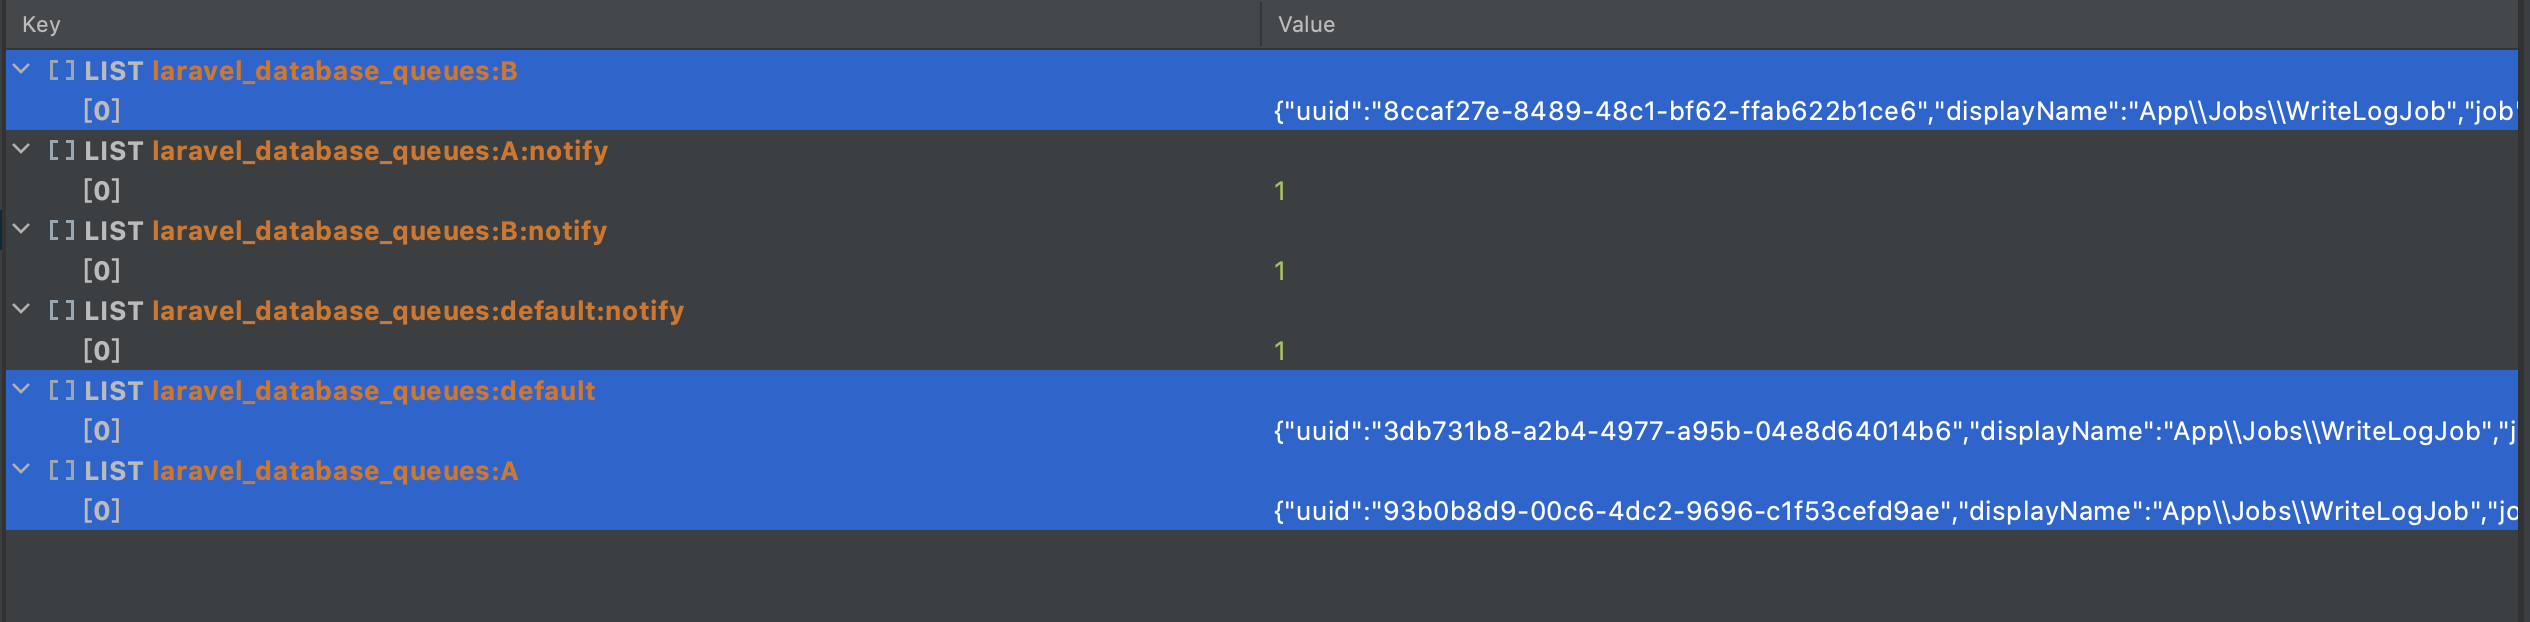 Key Value
[] LIST laravel_database_queues:B
[0] {"uuid":"8ccaf27e-8489-48c1-bf62-ffab622b1ce6","displayName":"App\\Jobs\\WriteLogJob","job"
[] LIST laravel_database_queues:A:notify
[0] 1
[] LIST laravel_database_queues:B:notify
[0] 1
[] LIST laravel_database_queues:default:notify
[0] 1
[] LIST laravel_database_queues:default
[0] {"uuid":"3db731b8-a2b4-4977-a95b-04e8d64014b6","displayName":"App\\Jobs\\WriteLogJob","j
[] LIST laravel_database_queues:A
[0] {"uuid":"93b0b8d9-00c6-4dc2-9696-c1f53cefd9ae","displayName":"App\\Jobs\\WriteLogJob","jo